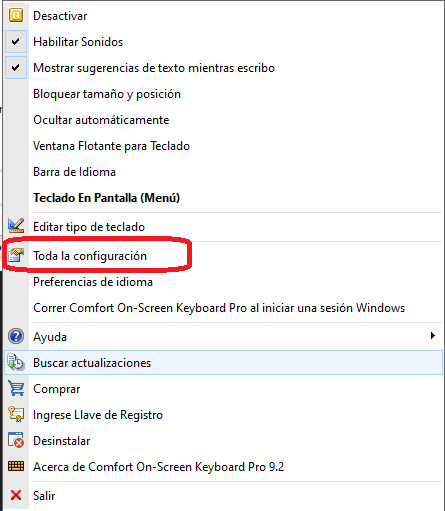 Desactivar
Habilitar Sonidos
Mostrar sugerencias de texto mientras escribo
Bloquear tamaño y posición
Ocultar automáticamente
Ventana Flotante para Teclado
Barra de Idioma
Teclado En Pantalla (Menú)
Editar tipo de teclado
Toda la configuración
Preferencias de idioma
Correr Comfort On-Screen Keyboard Pro al iniciar una sesión Windows
Ayuda
Buscar actualizaciones
Comprar
Ingrese Llave de Registro
Desinstalar
Acerca de Comfort On-Screen Keyboard Pro 9.2
Salir